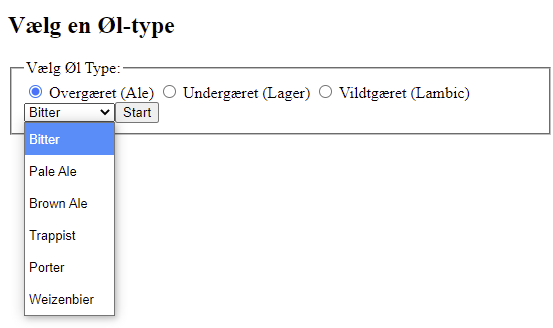 Vælg en Øl-type
Vælg Øl Type:
Overgæret (Ale) Undergæret (Lager) Vildtgæret (Lambic)
Bitter Start
Bitter
Pale Ale
Brown Ale
Trappist
Porter
Weizenbier